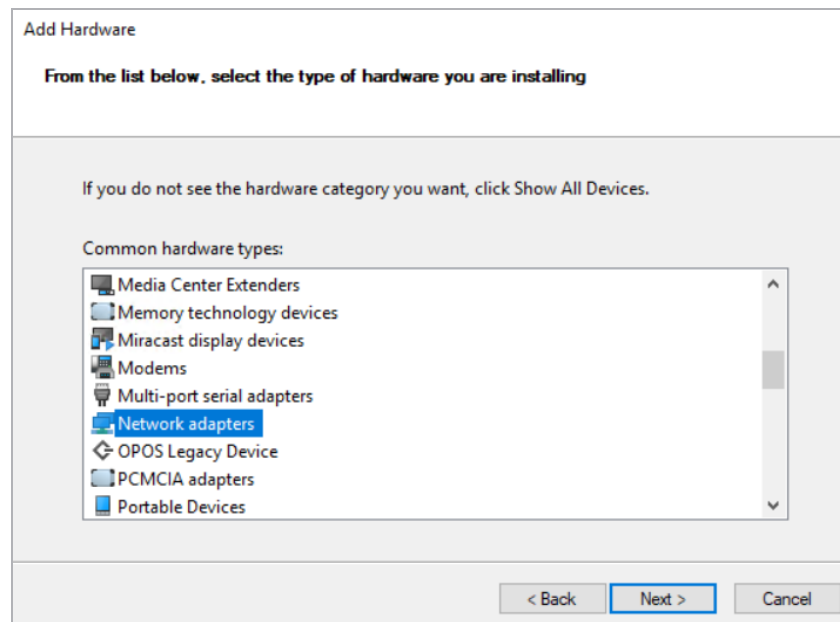 Add Hardware
From the list below, select the type of hardware you are installing
If you do not see the hardware category you want, click Show All Devices.
Common hardware types:
Media Center Extenders
Memory technology devices
Miracast display devices
Modems
Multi-port serial adapters
Network adapters
OPOS Legacy Device
PCMCIA adapters
Portable Devices
< Back
Next >
Cancel